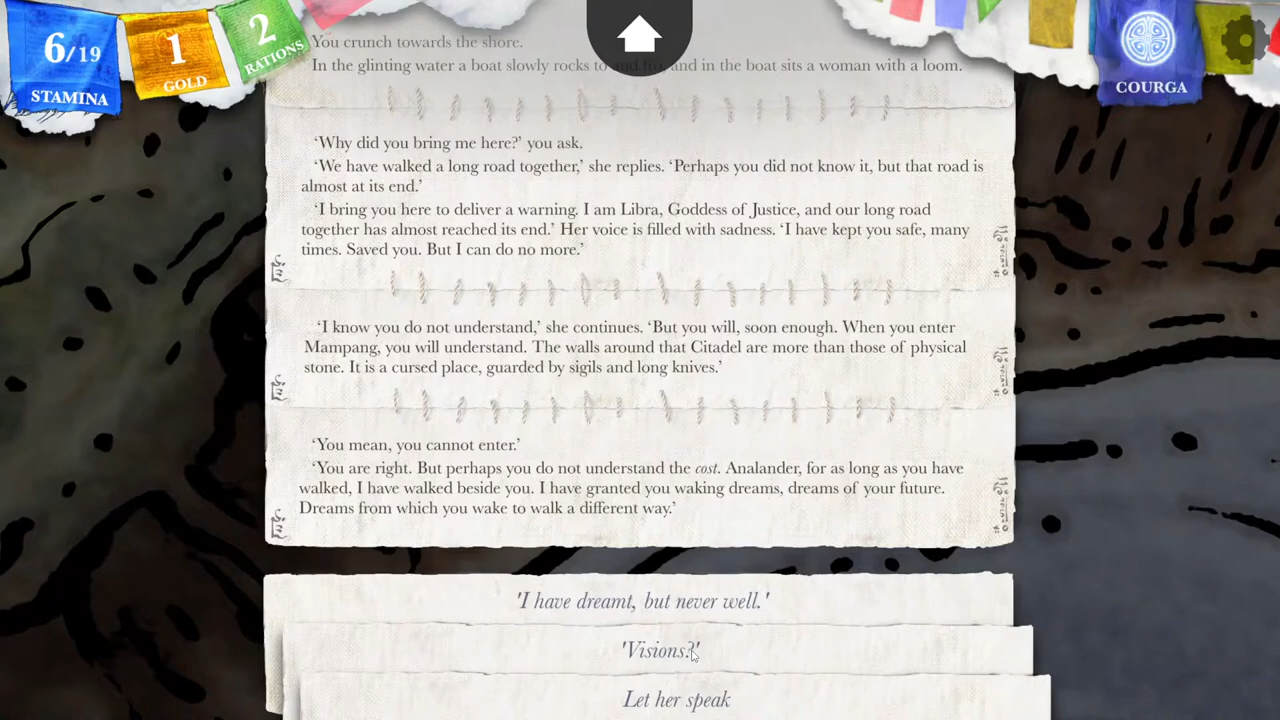 6/19
STAMINA
1
GOLD
2
RATIONS
COURGA
You crunch towards the shore.
In the glinting water a boat slowly rocks to and fro, and in the boat sits a woman with a loom.
‘Why did you bring me here?’ you ask.
‘We have walked a long road together,’ she replies. ‘Perhaps you did not know it, but that road is
almost at its end.’
‘I bring you here to deliver a warning. I am Libra, Goddess of Justice, and our long road
together has almost reached its end.’ Her voice is filled with sadness. ‘I have kept you safe, many
times. Saved you. But I can do no more.’
‘I know you do not understand,’ she continues. ‘But you will, soon enough. When you enter
Mampang, you will understand. The walls around that Citadel are more than those of physical
stone. It is a cursed place, guarded by sigils and long knives.’
‘You mean, you cannot enter.’
‘You are right. But perhaps you do not understand the cost. Analander, for as long as you have
walked, I have walked beside you. I have granted you waking dreams, dreams of your future.
Dreams from which you wake to walk a different way.’
'I have dreamt, but never well.'
'Visions?'
Let her speak